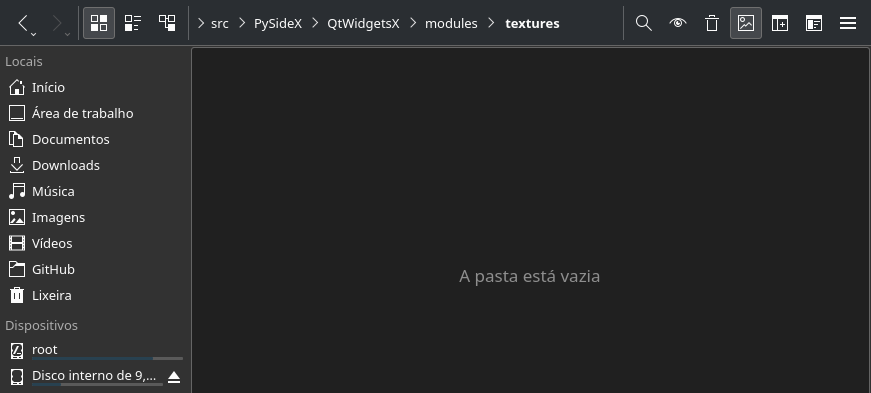 src PySideX QtWidgetsX modules textures
Locais
Início
Área de trabalho
Documentos
Downloads
Música
Imagens
Vídeos
GitHub
Lixeira
A pasta está vazia
Dispositivos
root
Disco interno de 9,...